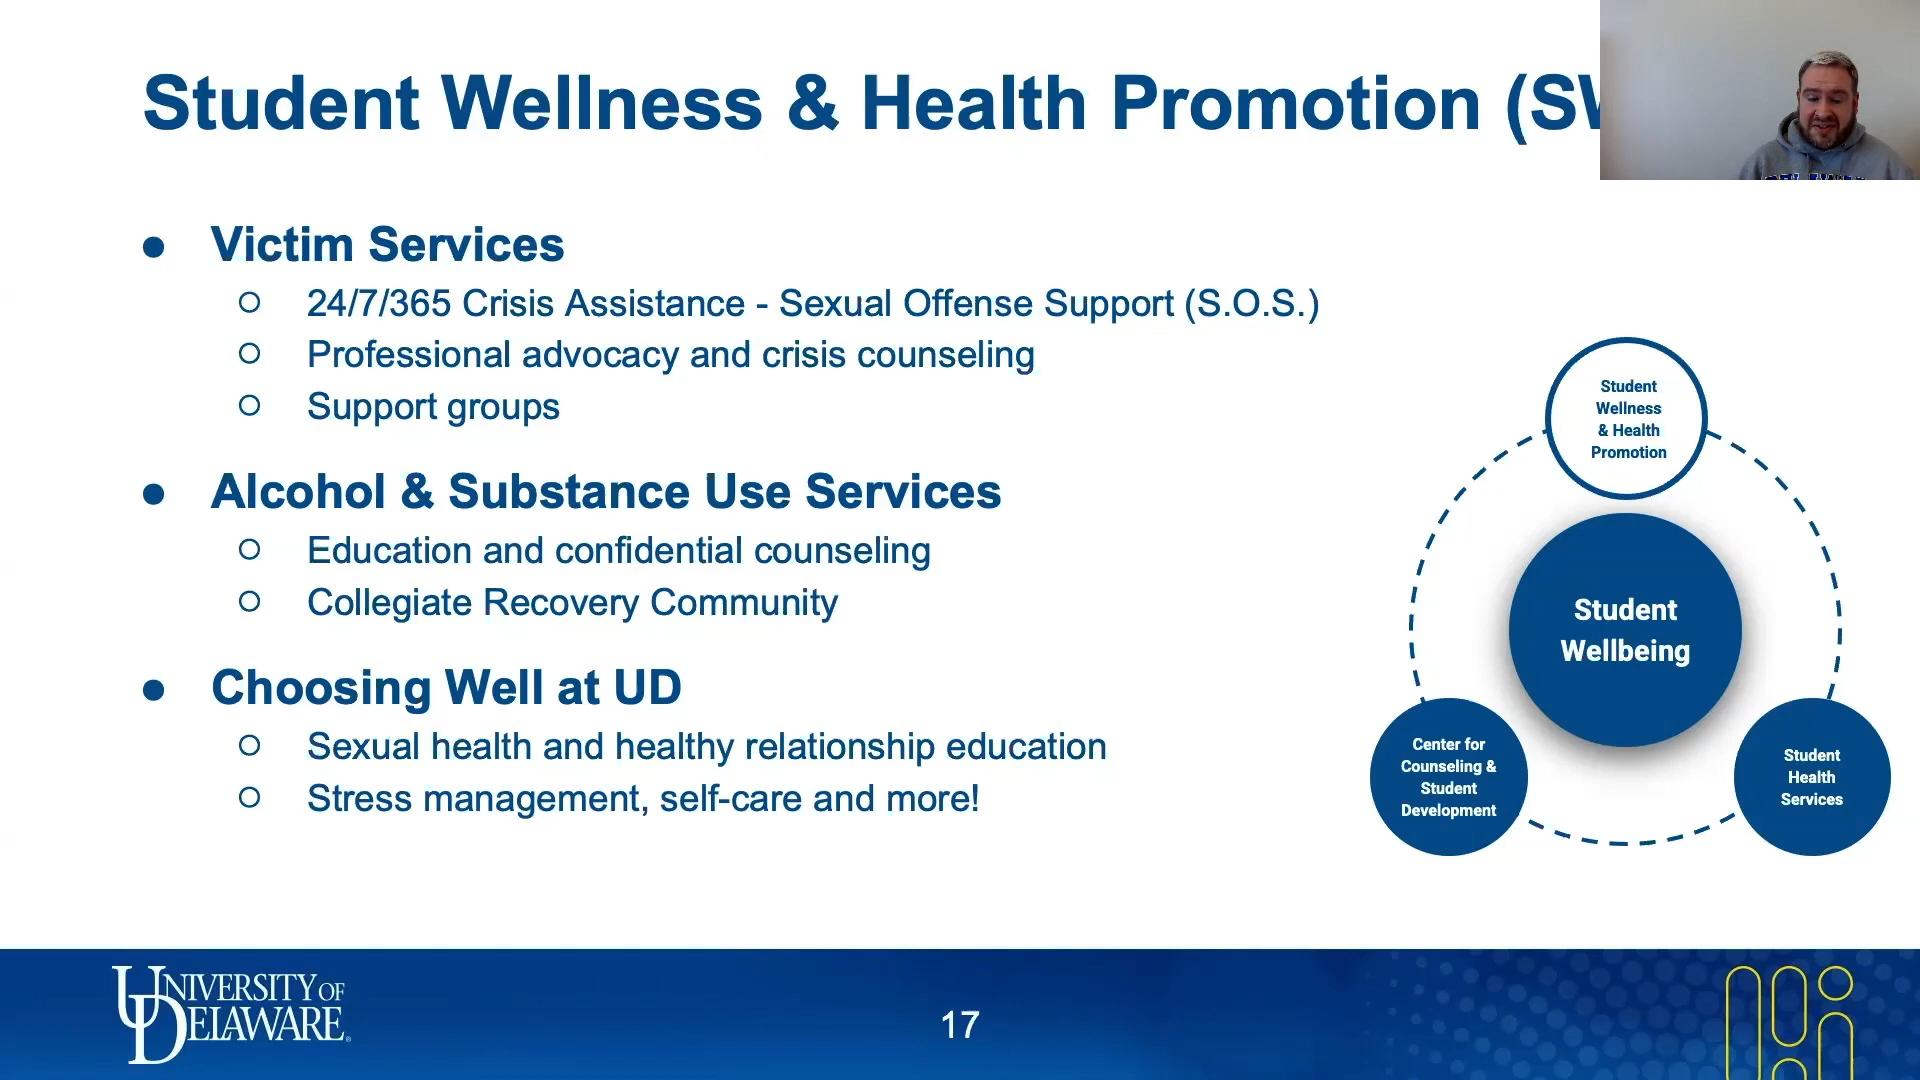 Student Wellness & Health Promotion (SW
Victim Services
24/7/365 Crisis Assistance - Sexual Offense Support (S.O.S.)
Professional advocacy and crisis counseling
Support groups
Alcohol & Substance Use Services
Education and confidential counseling
Collegiate Recovery Community
Choosing Well at UD
Sexual health and healthy relationship education
Stress management, self-care and more!
Student
Wellness
& Health
Promotion
Student
Wellbeing
Center for
Counseling &
Student
Development
Student
Health
Services
UNIVERSITY OF
DELAWARE
17